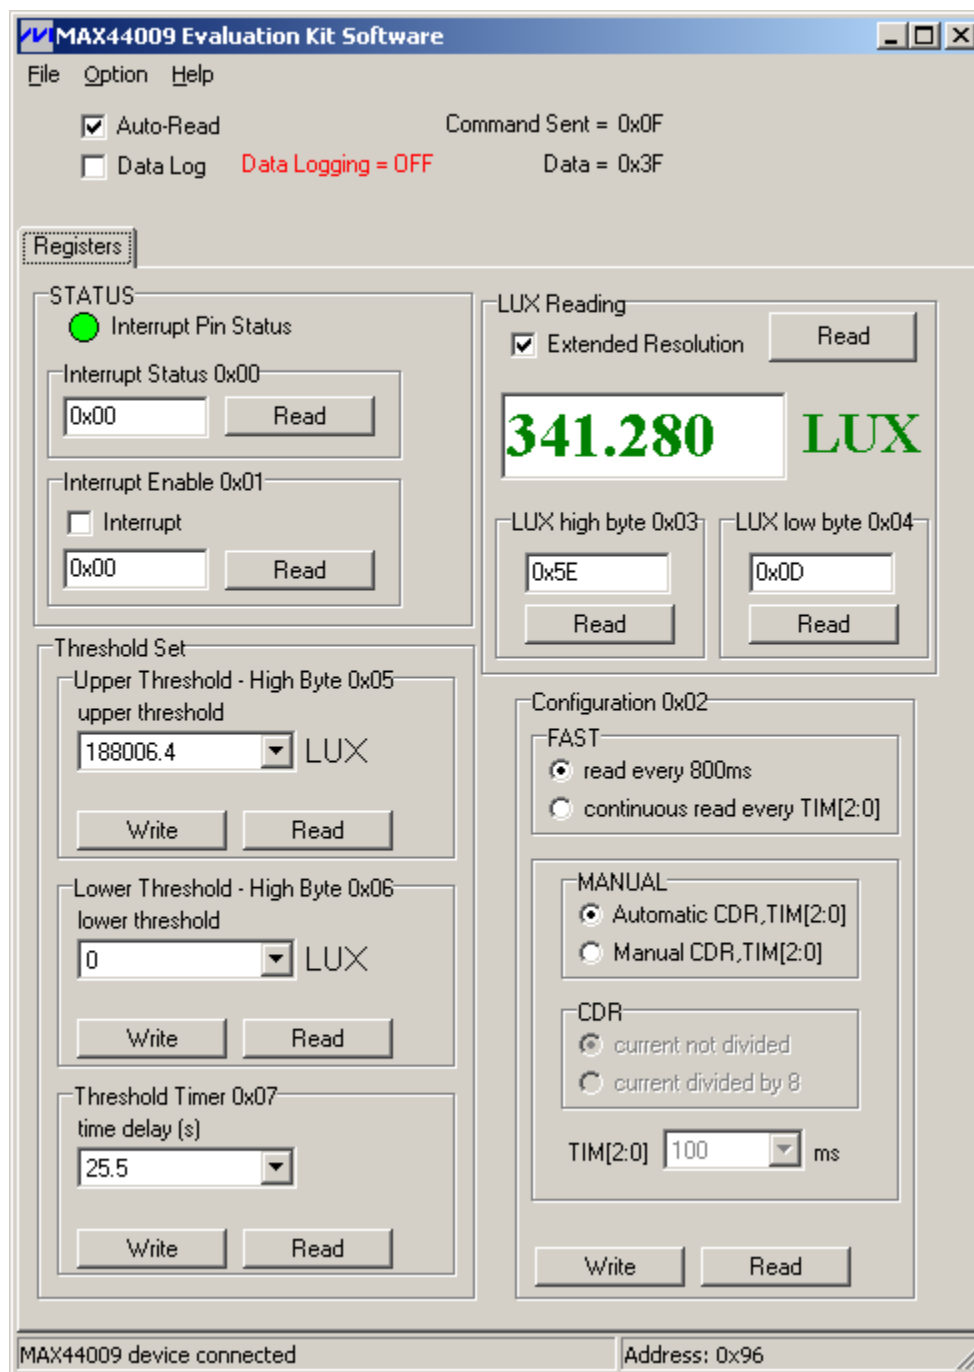 MAX44009 Evaluation Kit Software
File Option Help
Auto-Read
Command Sent = 0x0F
Data Log
Data Logging = OFF
Data = 0x3F
Registers
STATUS
Interrupt Pin Status
Interrupt Status 0x00
0x00
Read
Interrupt Enable 0x01
Interrupt
0x00
Read
LUX Reading
Extended Resolution
Read
341.280
LUX
LUX high byte 0x03
0x5E
Read
LUX low byte 0x04
0x0D
Read
Threshold Set
Upper Threshold - High Byte 0x05
upper threshold
188006.4
LUX
Write
Read
Lower Threshold - High Byte 0x06
lower threshold
0
LUX
Write
Read
Threshold Timer 0x07
time delay (s)
25.5
Write
Read
Configuration 0x02
FAST
read every 800ms
continuous read every TIM[2:0]
MANUAL
Automatic CDR,TIM[2:0]
Manual CDR,TIM[2:0]
CDR
current not divided
current divided by 8
TIM[2:0]
100
ms
Write
Read
MAX44009 device connected
Address: 0x96